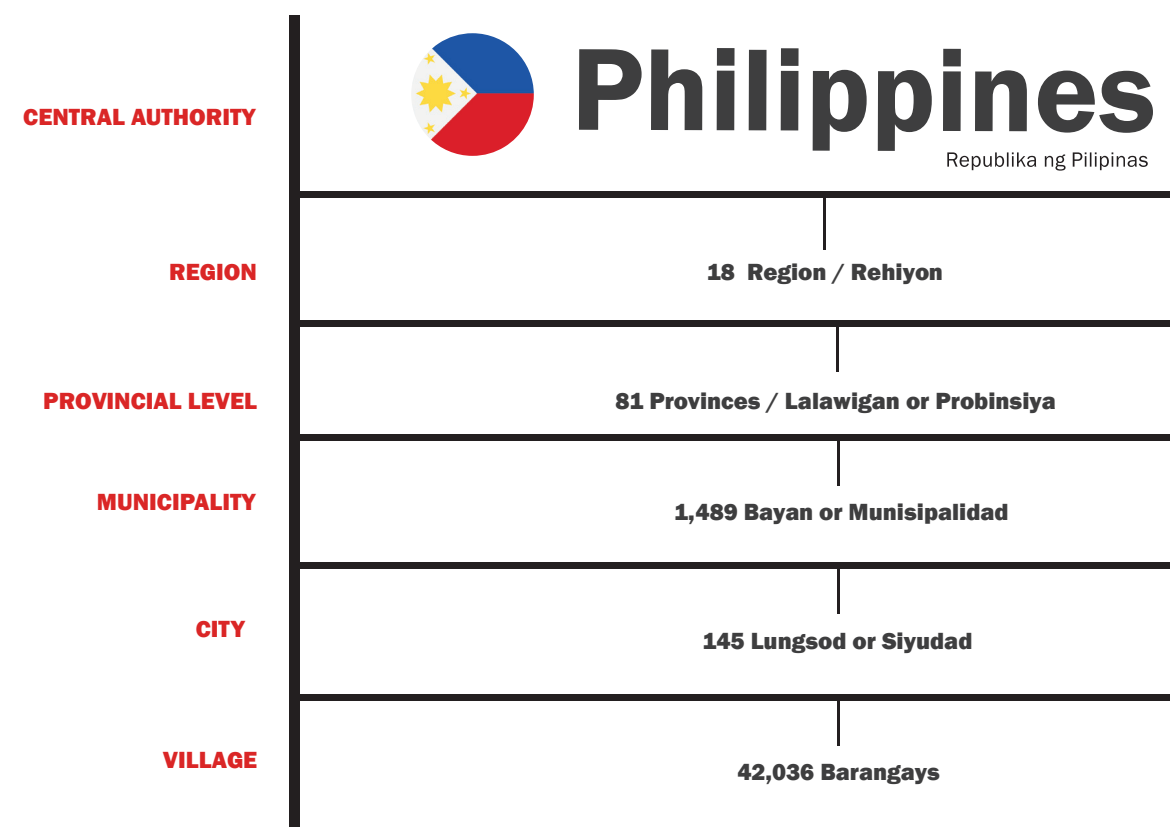 CENTRAL AUTHORITY
Philippines
Republika ng Pilipinas
REGION
18 Region / Rehiyon
PROVINCIAL LEVEL
81 Provinces / Lalawigan or Probinsiya
MUNICIPALITY
1,489 Bayan or Munisipalidad
CITY
145 Lungsod or Siyudad
VILLAGE
42,036 Barangays